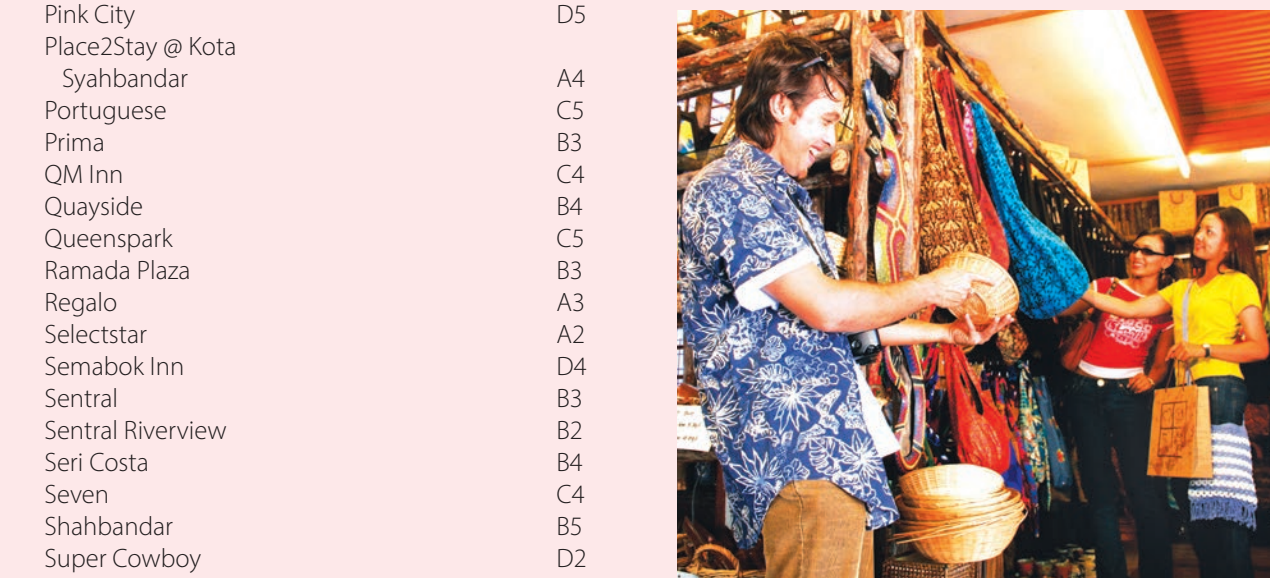 Pink City D5
Place2Stay @ Kota
Syahbandar A4
Portuguese C5
Prima B3
QM Inn C4
Quayside B4
Queenspark C5
Ramada Plaza B3
Regalo A3
Selectstar A2
Semabok Inn D4
Sentral B3
Sentral Riverview B2
Seri Costa B4
Seven C4
Shahbandar B5
Super Cowboy D2